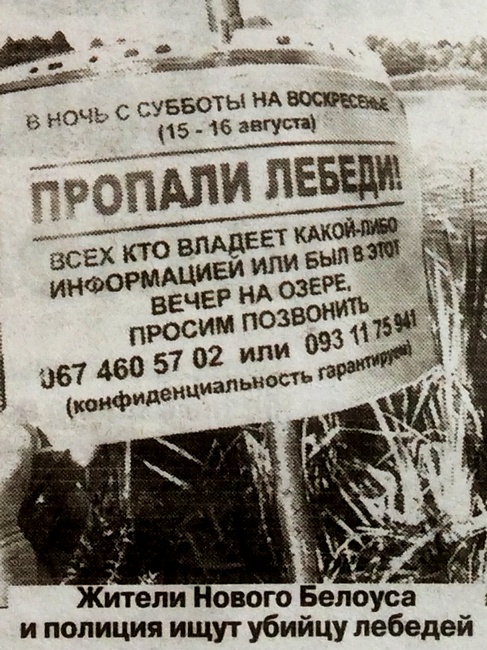 В НОЧЬ С СУББОТЫ НА ВОСКРЕСЕНЬЕ
(15 - 16 августа)
ПРОПАЛИ ЛЕБЕДИ!
ВСЕХ КТО ВЛАДЕЕТ КАКОЙ-ЛИБО
ИНФОРМАЦИЕЙ ИЛИ БЫЛ В ЭТОТ
ВЕЧЕР НА ОЗЕРЕ,
ПРОСИМ ПОЗВОНИТЬ
067 460 57 02 или 093 11 75 941
(конфиденциальность гарантируем)
Жители Нового Белоуса
и полиция ищут убийцу лебедей